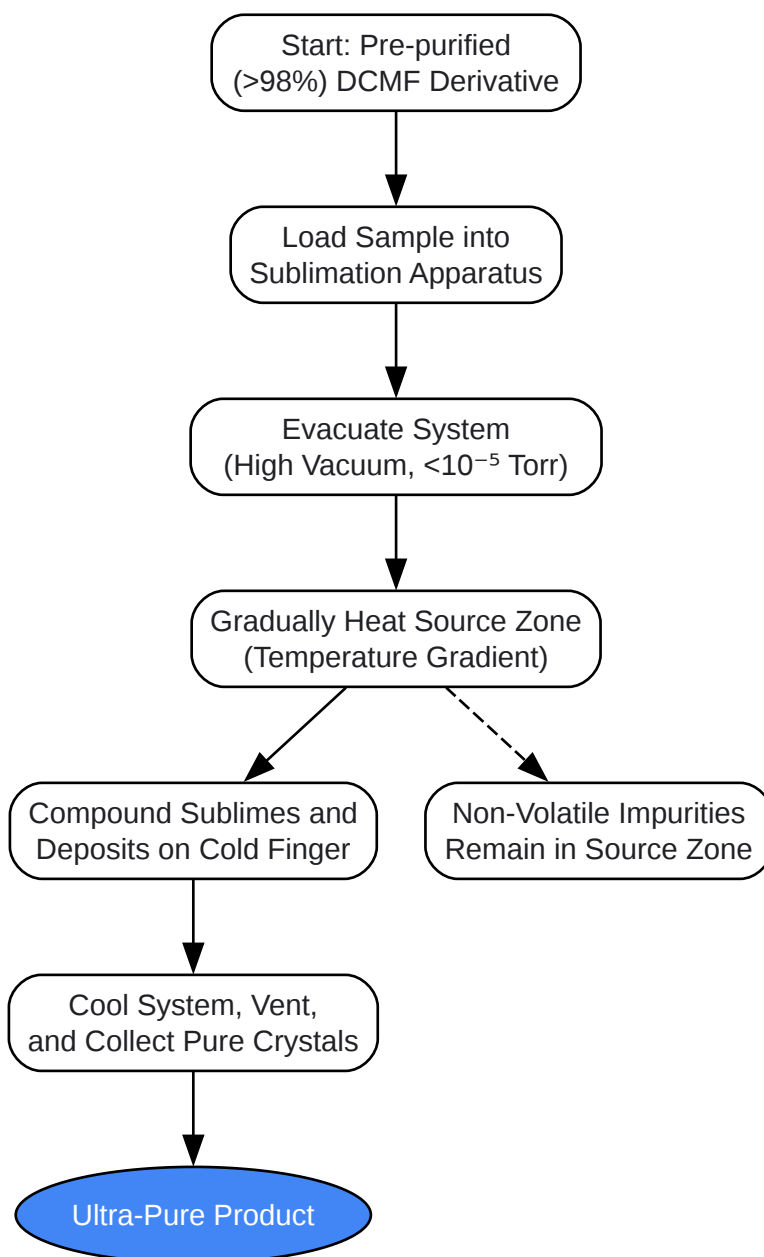 Start: Pre-purified
(>98%) DCMF Derivative
Load Sample into
Sublimation Apparatus
Evacuate System
(High Vacuum, <10⁻⁵ Torr)
Gradually Heat Source Zone
(Temperature Gradient)
Compound Sublimes and
Deposits on Cold Finger
Non-Volatile Impurities
Remain in Source Zone
Cool System, Vent,
and Collect Pure Crystals
Ultra-Pure Product